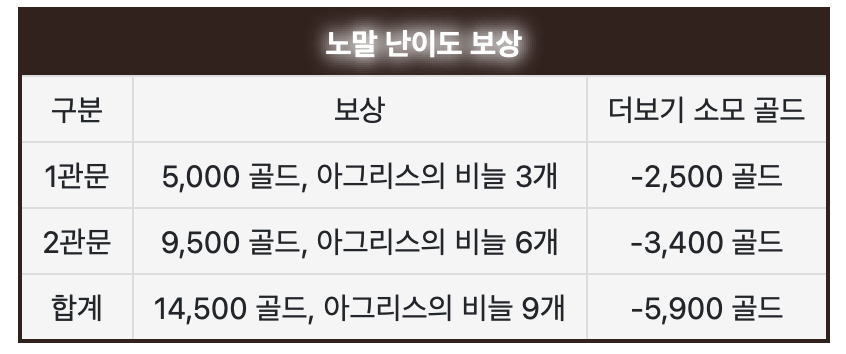 노말 난이도 보상
구분 보상 더보기 소모 골드
1관문 5,000 골드, 아그리스의 비늘 3개 -2,500 골드
2관문 9,500 골드, 아그리스의 비늘 6개 -3,400 골드
합계 14,500 골드, 아그리스의 비늘 9개 -5,900 골드